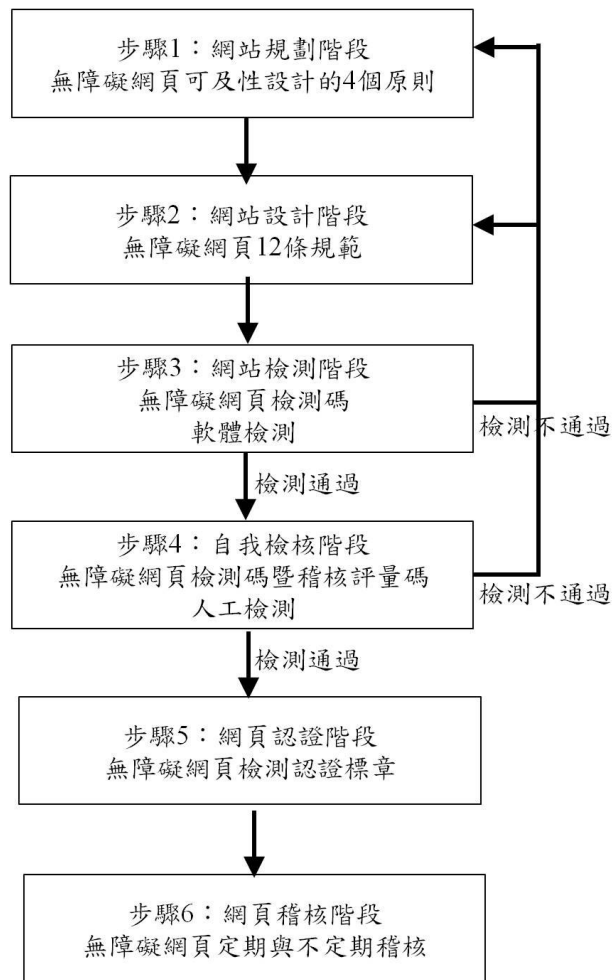 步驟1：網站規劃階段
無障礙網頁可及性設計的4個原則
步驟2：網站設計階段
無障礙網頁12條規範
步驟3：網站檢測階段
無障礙網頁檢測碼
軟體檢測
檢測不通過
檢測通過
步驟4：自我檢核階段
無障礙網頁檢測碼暨稽核評量碼
人工檢測
檢測不通過
檢測通過
步驟5：網頁認證階段
無障礙網頁檢測認證標章
步驟6：網頁稽核階段
無障礙網頁定期與不定期稽核